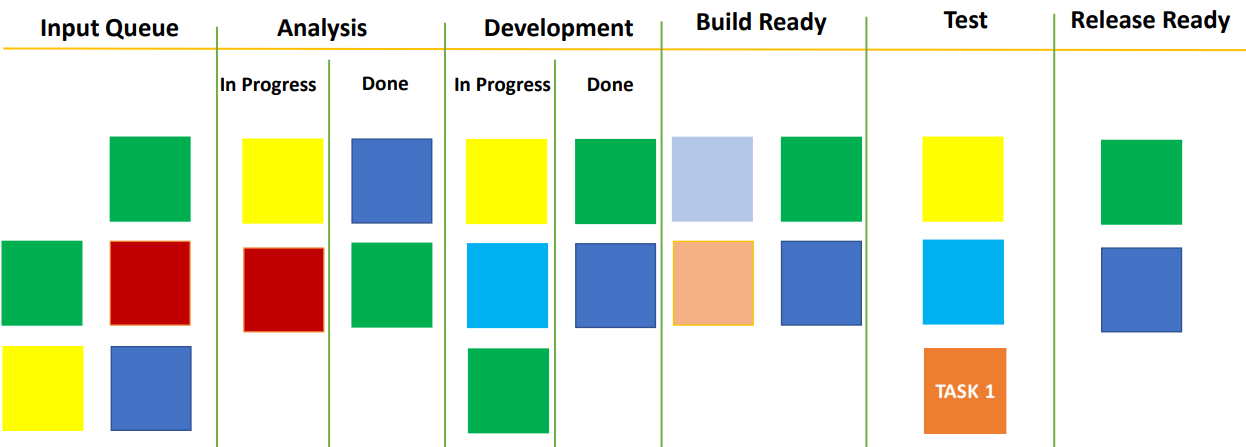 Input Queue
Analysis
Development
Build Ready
Test
Release Ready
In Progress
Done
In Progress
Done
TASK 1